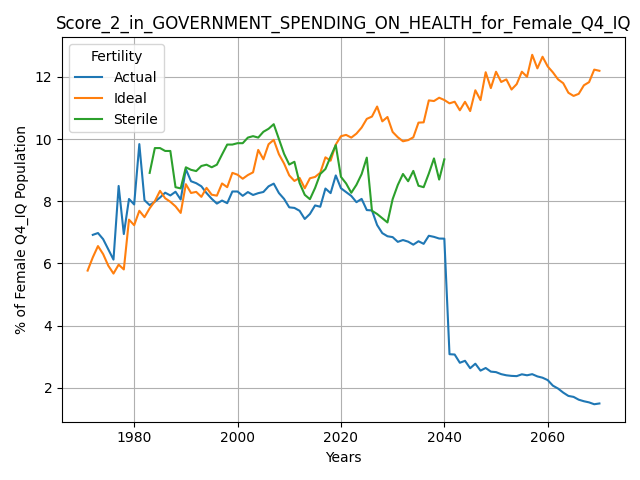 Score_2_in_GOVERNMENT_SPENDING_ON_HEALTH_for_Female_Q4_IQ
Fertility
Actual
Ideal
Sterile
% of Female Q4_IQ Population
12
10
8
6
4
2
1980
2000
2020
2040
2060
Years